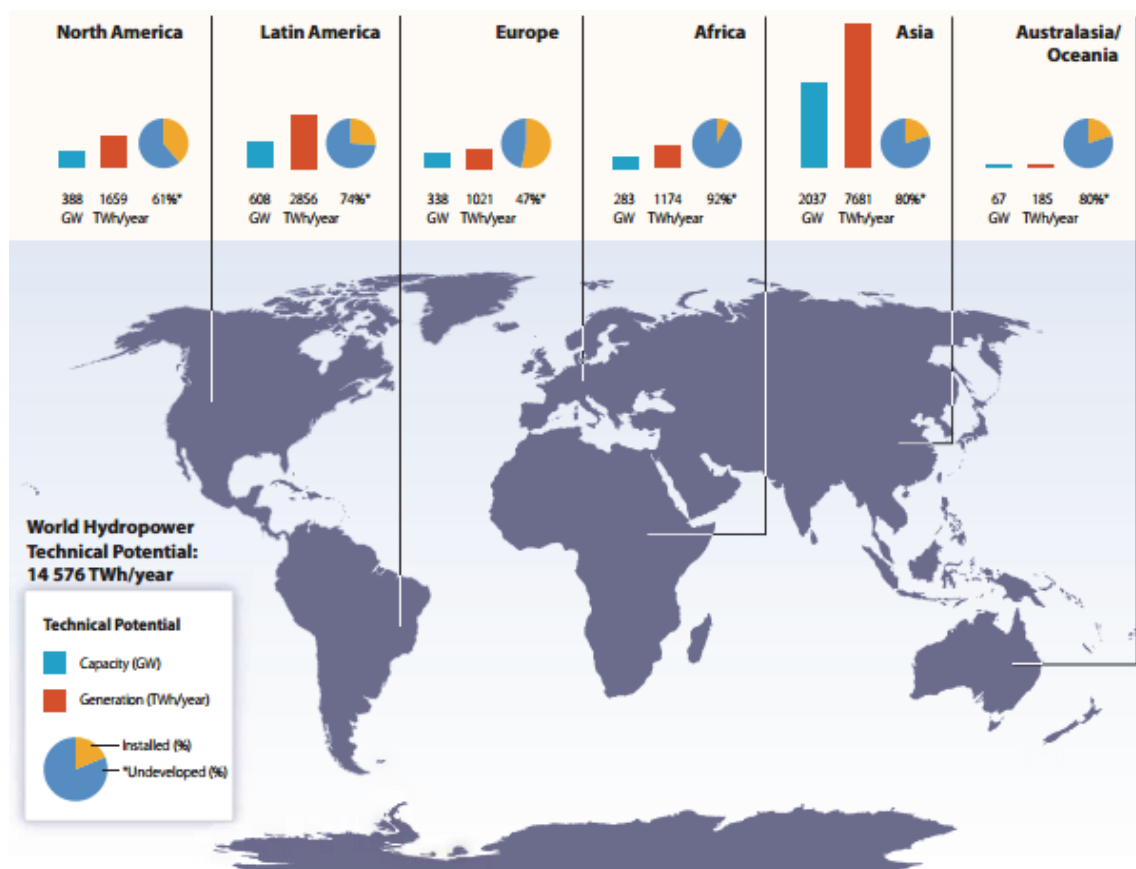 North America
388 1659 61%*
GW TWh/year
Latin America
608 2856 74%*
GW TWh/year
Europe
338 1021 47%*
GW TWh/year
Africa
283 1174 92%*
GW TWh/year
Asia
2037 7681 80%*
GW TWh/year
Australasia/
Oceania
67 185 80%*
GW TWh/year
World Hydropower
Technical Potential:
14 576 TWh/year
Technical Potential
Capacity (GW)
Generation (TWh/year)
Installed (%)
*Undeveloped (%)